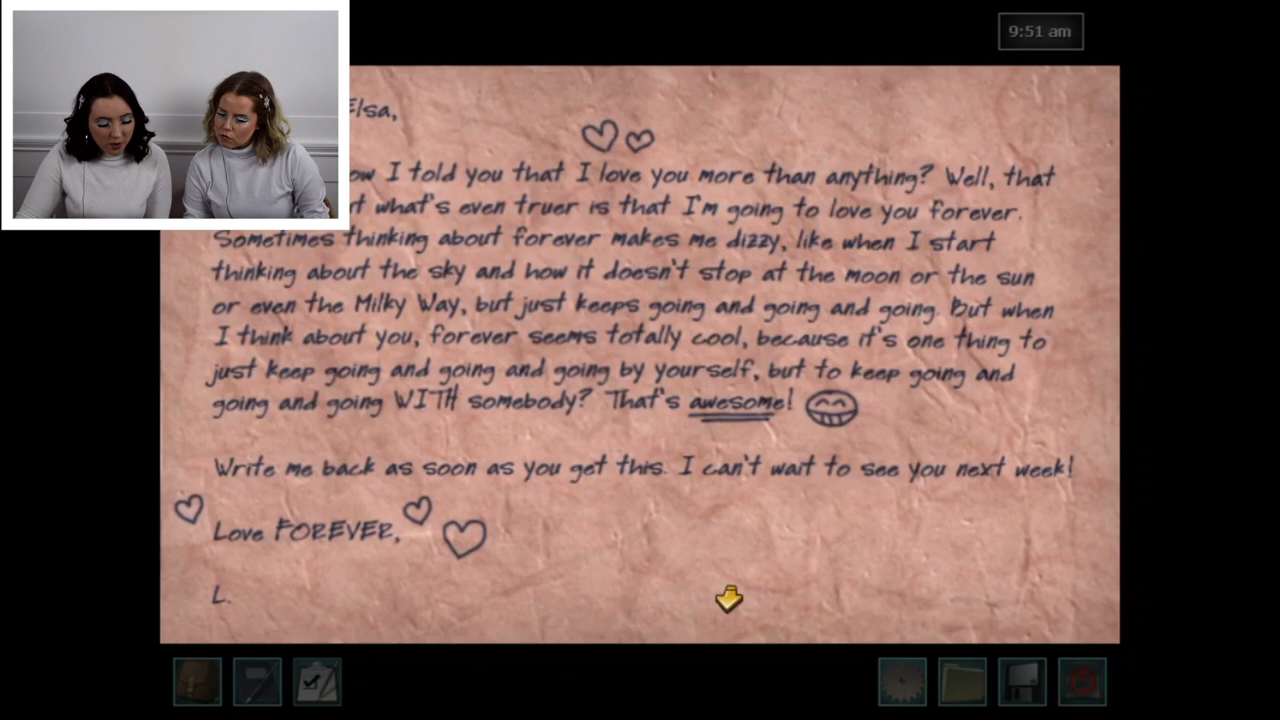 9:51 am
Elsa,
ow I told you that I love you more than anything? Well, that
rt what's even truer is that I'm going to love you forever.
Sometimes thinking about forever makes me dizzy, like when I start
thinking about the sky and how it doesn't stop at the moon or the sun
or even the Milky Way, but just keeps going and going and going. But when
I think about you, forever seems totally cool, because it's one thing to
just keep going and going and going by yourself, but to keep going and
going and going WITH somebody? That's awesome!
Write me back as soon as you get this. I can't wait to see you next week!
Love FOREVER,
L.